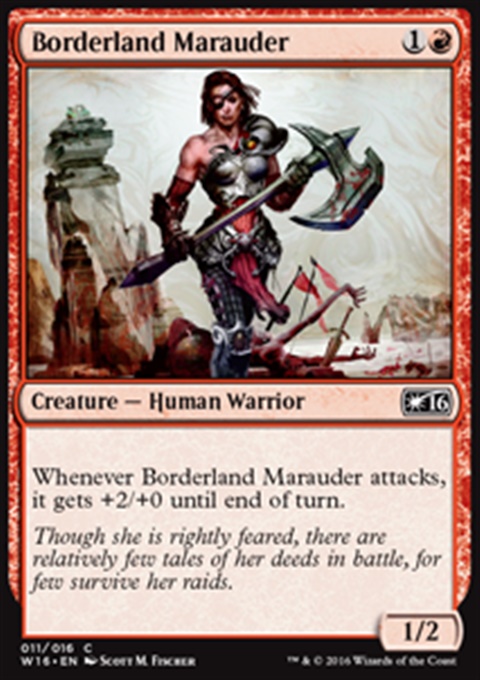 Borderland Marauder 1
Creature — Human Warrior
16
Whenever Borderland Marauder attacks,
it gets +2/+0 until end of turn.
Though she is rightly feared, there are
relatively few tales of her deeds in battle, for
few survive her raids.
1/2
011/016 C
W16 • EN Scott M. Fischer
™ & © 2016 Wizards of the Coast